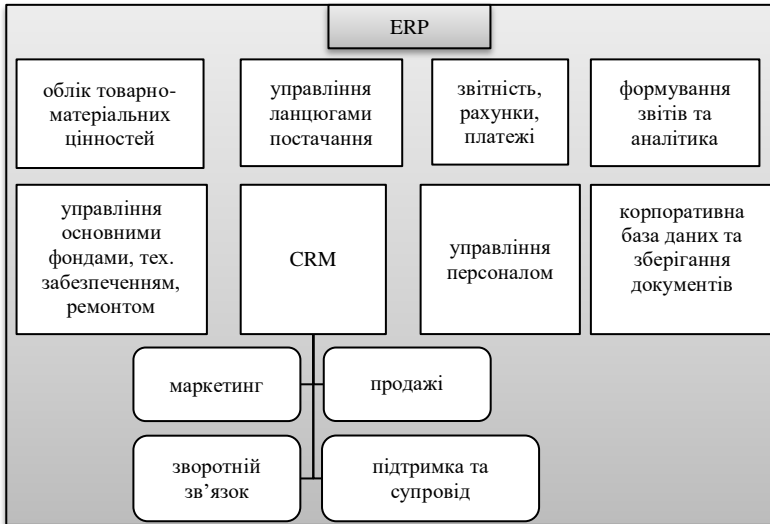 ERP
облік товарно-
матеріальних
цінностей
управління
ланцюгами
постачання
звітність,
рахунки,
платежі
формування
звітів та
аналітика
управління
основними
фондами, тех.
забезпеченням,
ремонтом
CRM
управління
персоналом
корпоративна
база даних та
зберігання
документів
маркетинг
продажі
зворотній
зв’язок
підтримка та
супровід